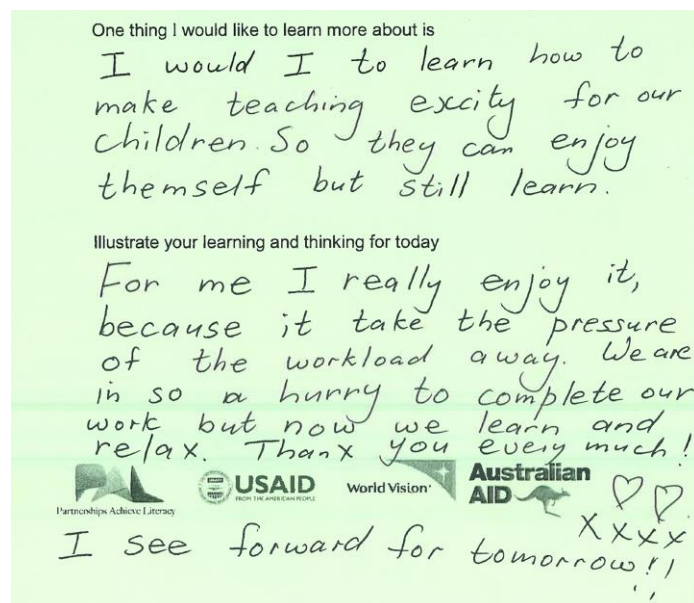 One thing I would like to learn more about is
I would I to learn how to
make teaching excity for our
children. So they can enjoy
themself but still learn.
Illustrate your learning and thinking for today
For me I really enjoy it,
because it take the pressure
of the workload away. We are
in so a hurry to complete our
work but now we learn and
relax. Thanx you every much!
PAL
Partnerships Achieve Literacy
USAID
FROM THE AMERICAN PEOPLE
World Vision
Australian
AID
xxxx
I see forward for tomorrow!!